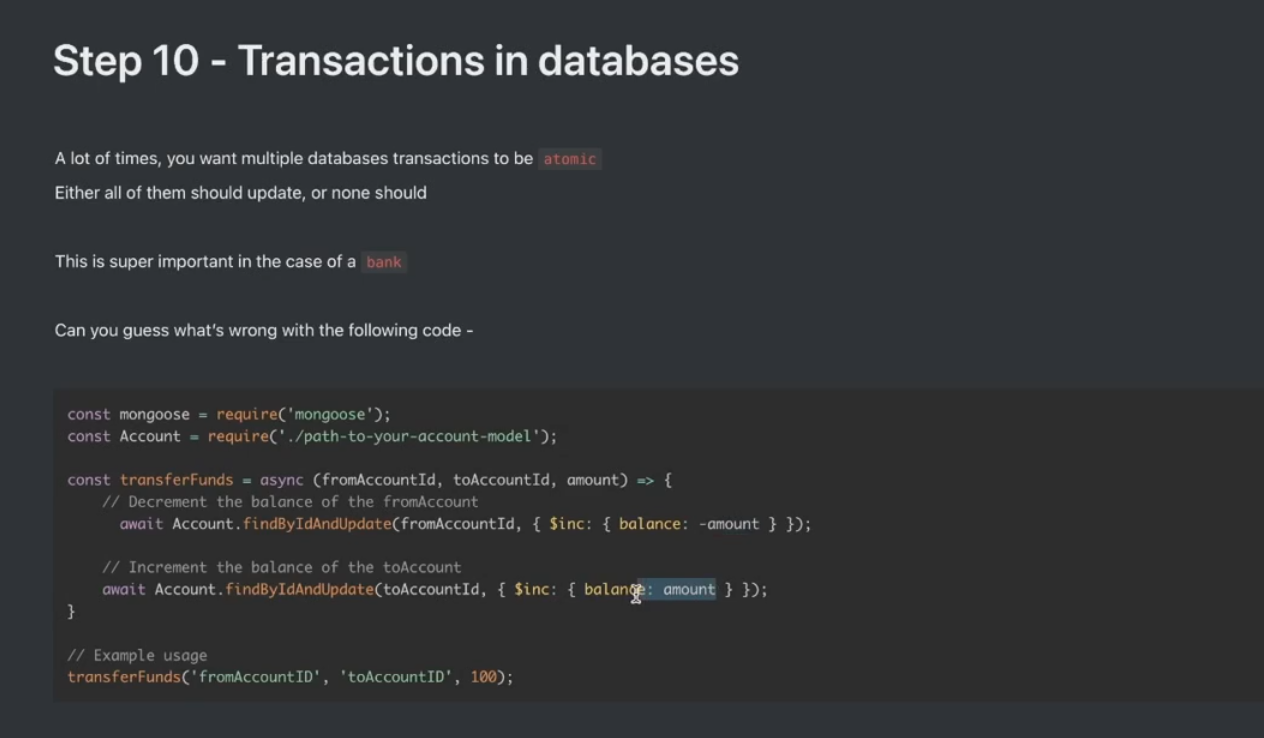 Step 10 - Transactions in databases
A lot of times, you want multiple databases transactions to be atomic
Either all of them should update, or none should
This is super important in the case of a bank
Can you guess what's wrong with the following code -
const mongoose = require('mongoose');
const Account = require('./path-to-your-account-model');
const transferFunds = async (fromAccountId, toAccountId, amount) => {
// Decrement the balance of the fromAccount
await Account.findByIdAndUpdate(fromAccountId, { $inc: { balance: -amount } });
// Increment the balance of the toAccount
await Account.findByIdAndUpdate(toAccountId, { $inc: { balance: amount } });
}
// Example usage
transferFunds('fromAccountID', 'toAccountID', 100);